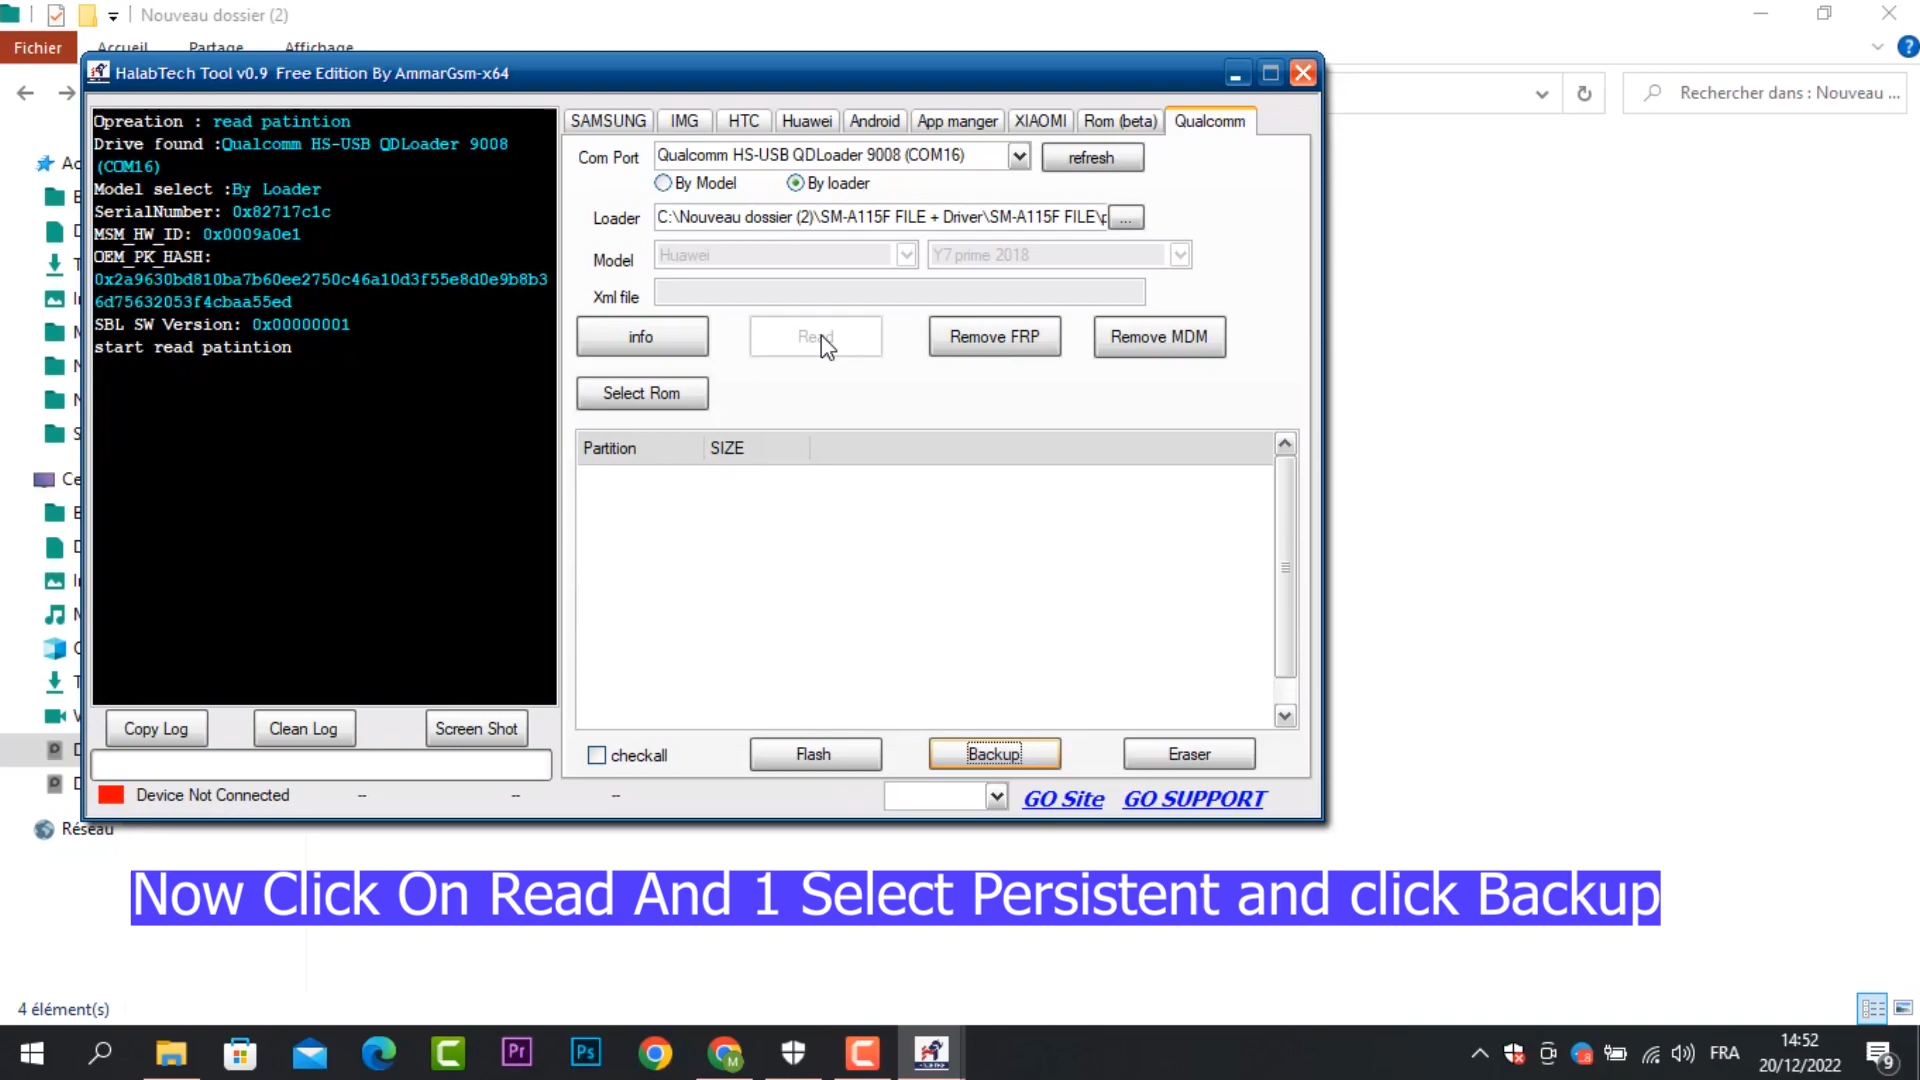 Nouveau dossier (2)
Fichier Accueil Partage Affichage
Rechercher dans : Nouveau ...
HalabTech Tool v0.9 Free Edition By AmmarGsm-x64
Opreation : read patintion
Drive found :Qualcomm HS-USB QDLoader 9008
(COM16)
Model select :By Loader
SerialNumber: 0x82717c1c
MSM_HW_ID: 0x0009a0e1
OEM_PK_HASH:
0x2a9630bd810ba7b60ee2750c46a10d3f55e8d0e9b8b3
6d75632053f4cbaa55ed
SBL SW Version: 0x00000001
start read patintion
SAMSUNG IMG HTC Huawei Android App manger XIAOMI Rom (beta) Qualcomm
Com Port Qualcomm HS-USB QDLoader 9008 (COM16) refresh
By Model By loader
Loader C:\Nouveau dossier (2)\SM-A115F FILE + Driver\SM-A115F FILE\p ...
Model Huawei Y7 prime 2018
Xml file
info Read Remove FRP Remove MDM
Select Rom
Partition SIZE
Copy Log Clean Log Screen Shot
checkall Flash Backup Eraser
Device Not Connected -- -- --
GO Site GO SUPPORT
Réseau
Now Click On Read And 1 Select Persistent and click Backup
4 élément(s)
FRA
14:52
20/12/2022
9